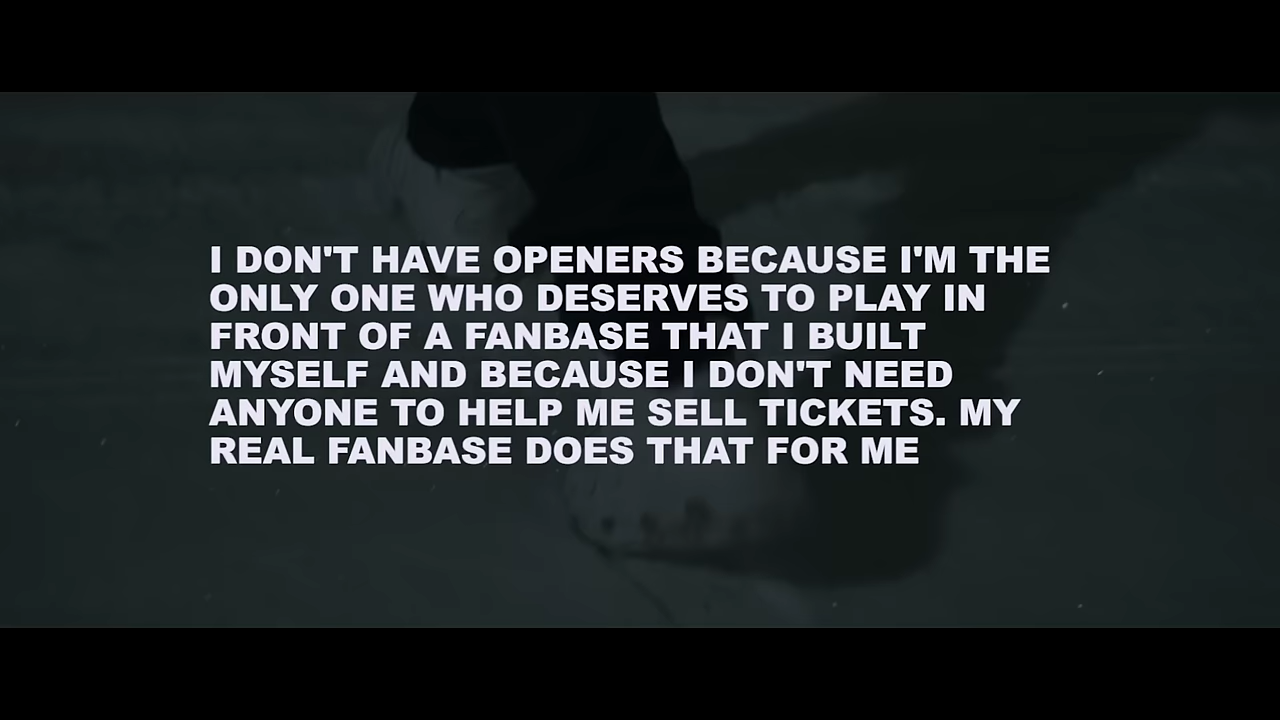 I DON'T HAVE OPENERS BECAUSE I'M THE
ONLY ONE WHO DESERVES TO PLAY IN
FRONT OF A FANBASE THAT I BUILT
MYSELF AND BECAUSE I DON'T NEED
ANYONE TO HELP ME SELL TICKETS. MY
REAL FANBASE DOES THAT FOR ME